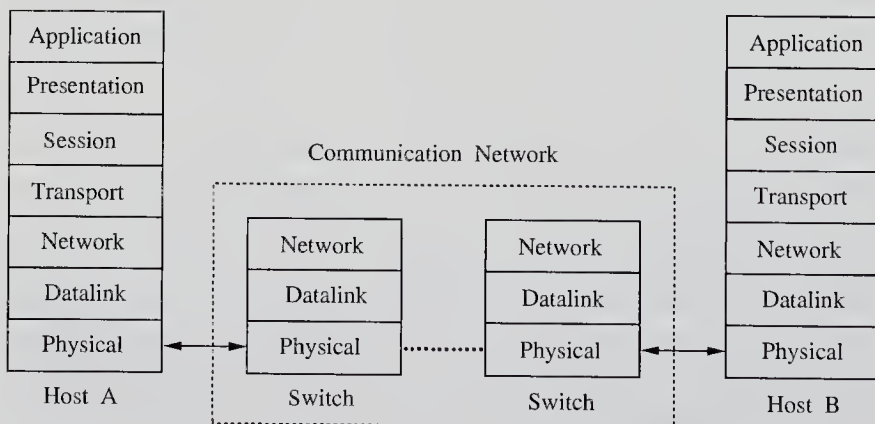 Application
Presentation
Session
Transport
Network
Datalink
Physical
Host A
Communication Network
Network
Datalink
Physical
Switch
Network
Datalink
Physical
Switch
Application
Presentation
Session
Transport
Network
Datalink
Physical
Host B